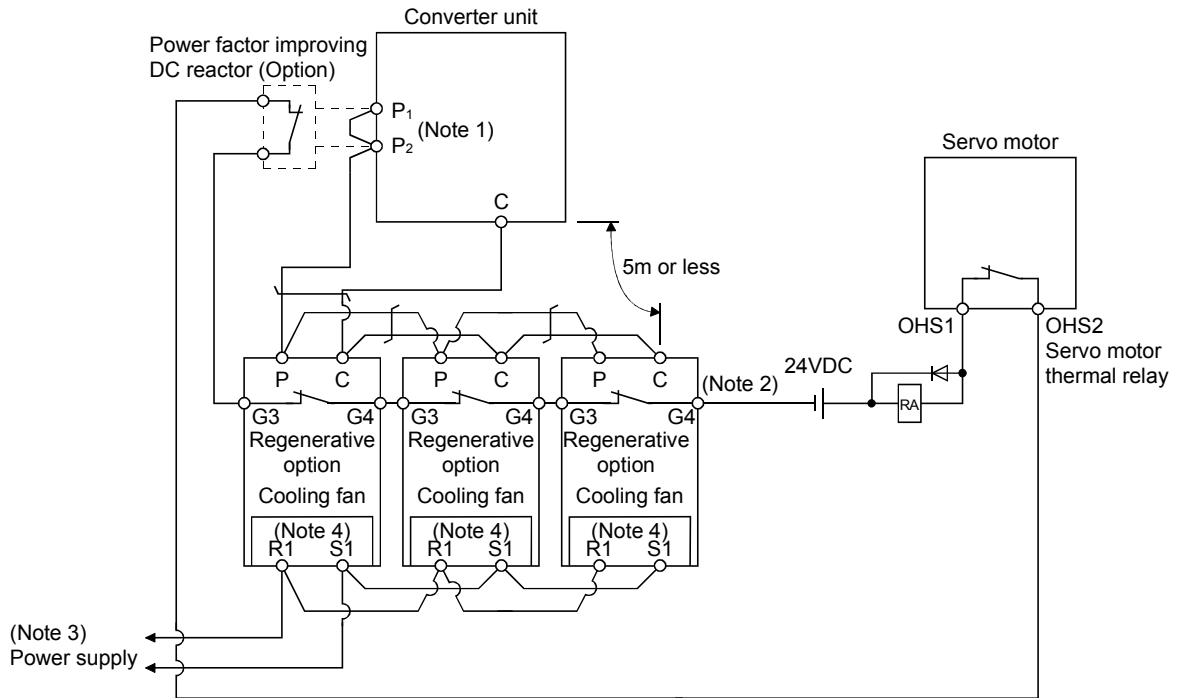 Converter unit
Power factor improving
DC reactor (Option)
P1
(Note 1)
P2
C
Servo motor
5m or less
OHS1
OHS2
Servo motor
thermal relay
24VDC
RA
P
C
P
C
P
C
(Note 2)
G3
G4
G3
G4
G3
G4
Regenerative
option
Regenerative
option
Regenerative
option
Cooling fan
Cooling fan
Cooling fan
(Note 4)
(Note 4)
(Note 4)
R1
S1
R1
S1
R1
S1
(Note 3)
Power supply